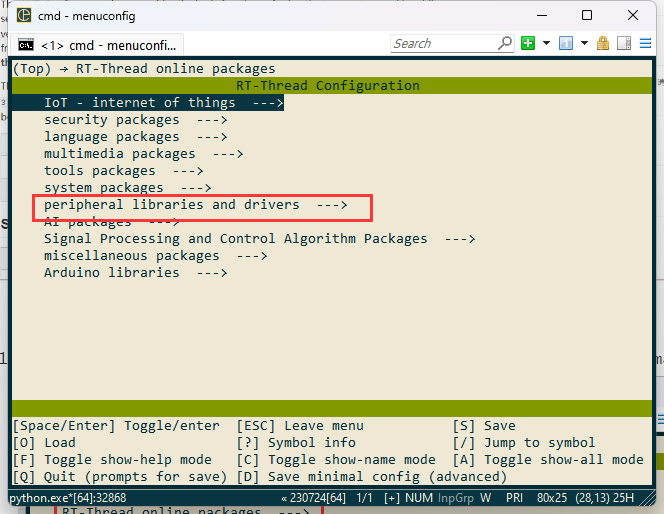 cmd - menuconfig
<1> cmd - menuconfi...
Search
(Top) → RT-Thread online packages
RT-Thread Configuration
IoT - internet of things --->
security packages --->
language packages --->
multimedia packages --->
tools packages --->
system packages --->
peripheral libraries and drivers --->
AI packages --->
Signal Processing and Control Algorithm Packages --->
miscellaneous packages --->
Arduino libraries --->
[Space/Enter] Toggle/enter [ESC] Leave menu [S] Save
[O] Load [?] Symbol info [/] Jump to symbol
[F] Toggle show-help mode [C] Toggle show-name mode [A] Toggle show-all mode
[Q] Quit (prompts for save) [D] Save minimal config (advanced)
python.exe*[64]:32868 « 230724[64] 1/1 [+] NUM InpGrp W PRI 80x25 (28,13) 25H
RT-Thread online packages --->